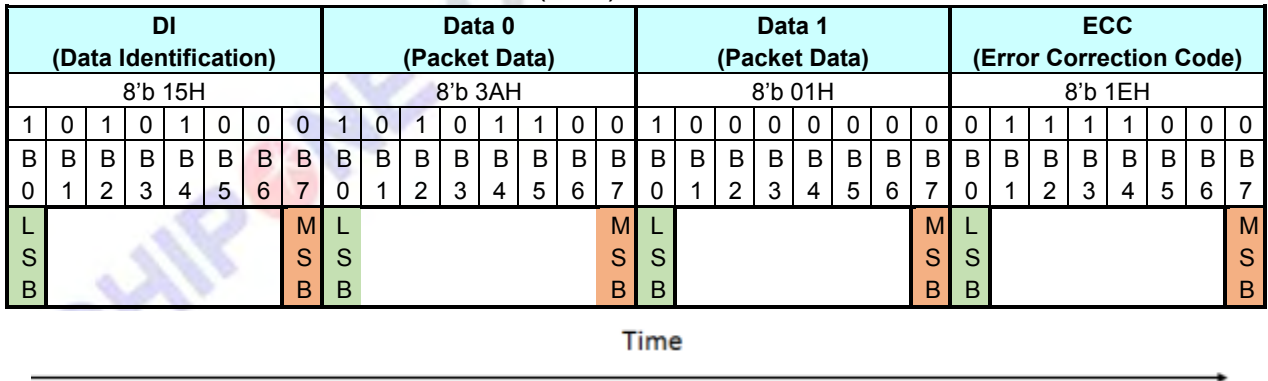 DI Data 0 Data 1 ECC
(Data Identification) (Packet Data) (Packet Data) (Error Correction Code)
8’b 15H 8’b 3AH 8’b 01H 8’b 1EH
1 0 1 0 1 0 0 0 1 0 1 0 1 1 0 0 1 0 0 0 0 0 0 0 0 1 1 1 1 0 0 0
B B B B B B B B B B B B B B B B B B B B B B B B B B B B B B B B
0 1 2 3 4 5 6 7 0 1 2 3 4 5 6 7 0 1 2 3 4 5 6 7 0 1 2 3 4 5 6 7
L M L M L M L M
S S S S S S S S
B B B B B B B B
Time